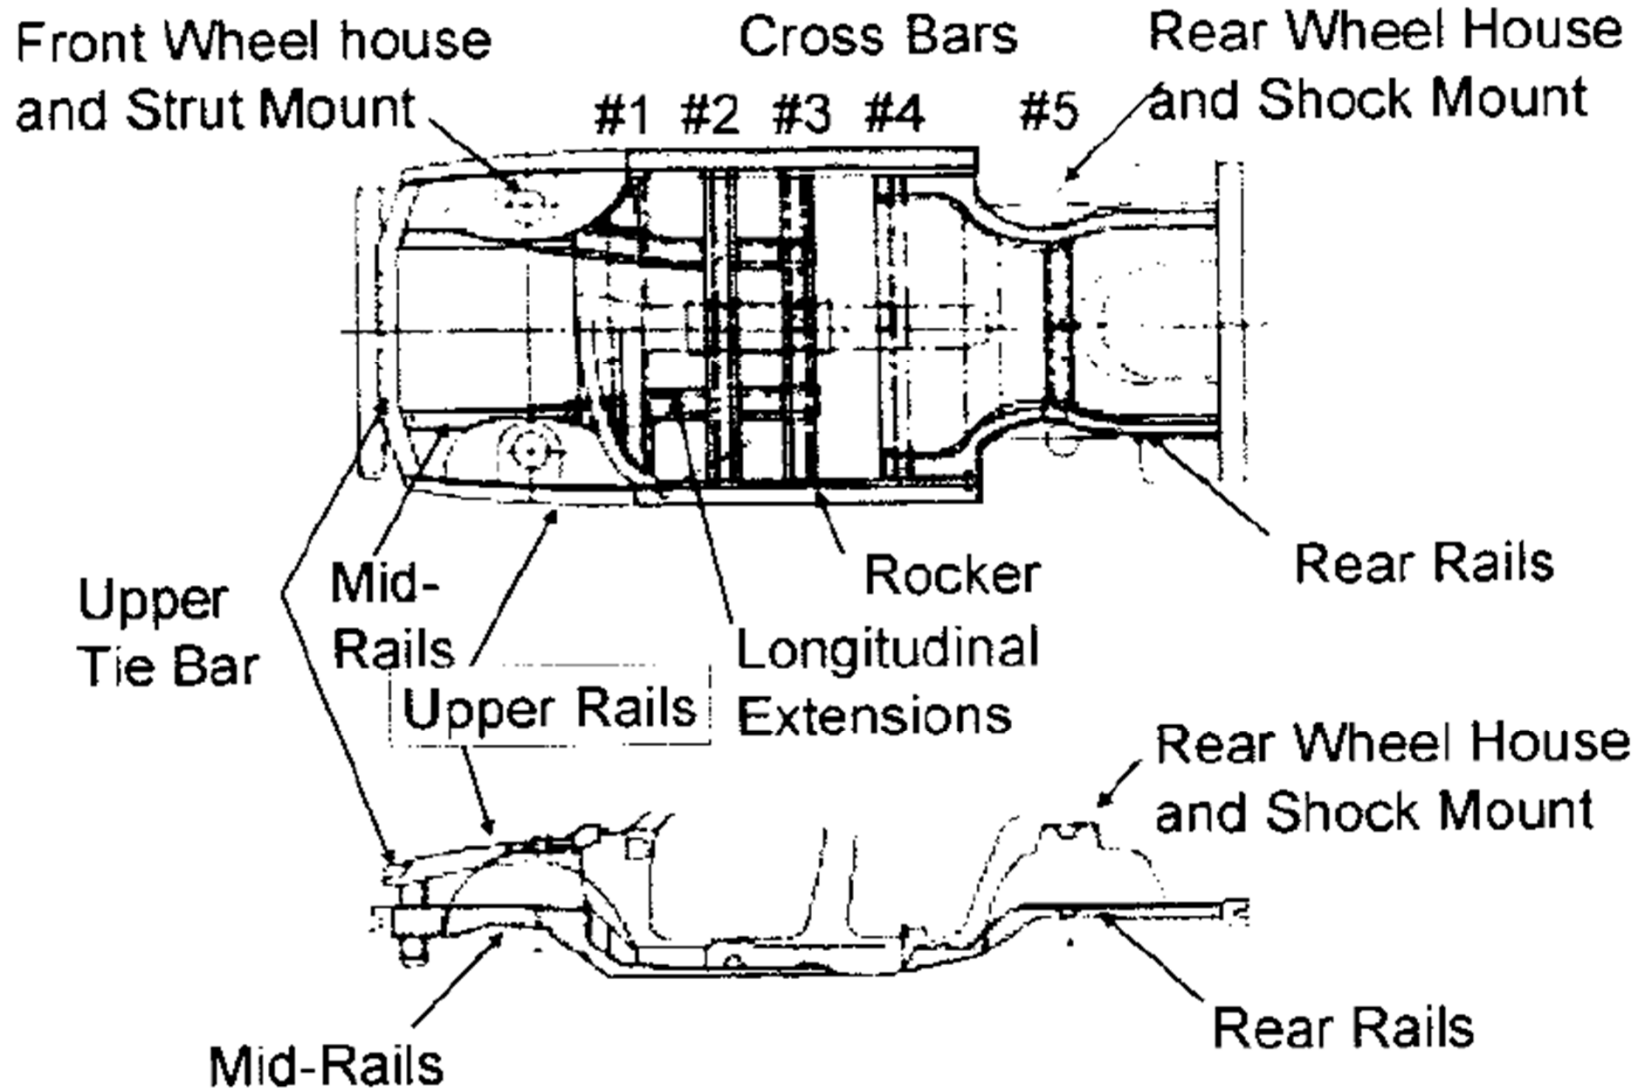 Front Wheel house
and Strut Mount
Cross Bars
Rear Wheel House
and Shock Mount
#1 #2 #3 #4 #5
Upper
Tie Bar
Mid-
Rails
Upper Rails
Rocker
Longitudinal
Extensions
Rear Rails
Rear Wheel House
and Shock Mount
Mid-Rails
Rear Rails